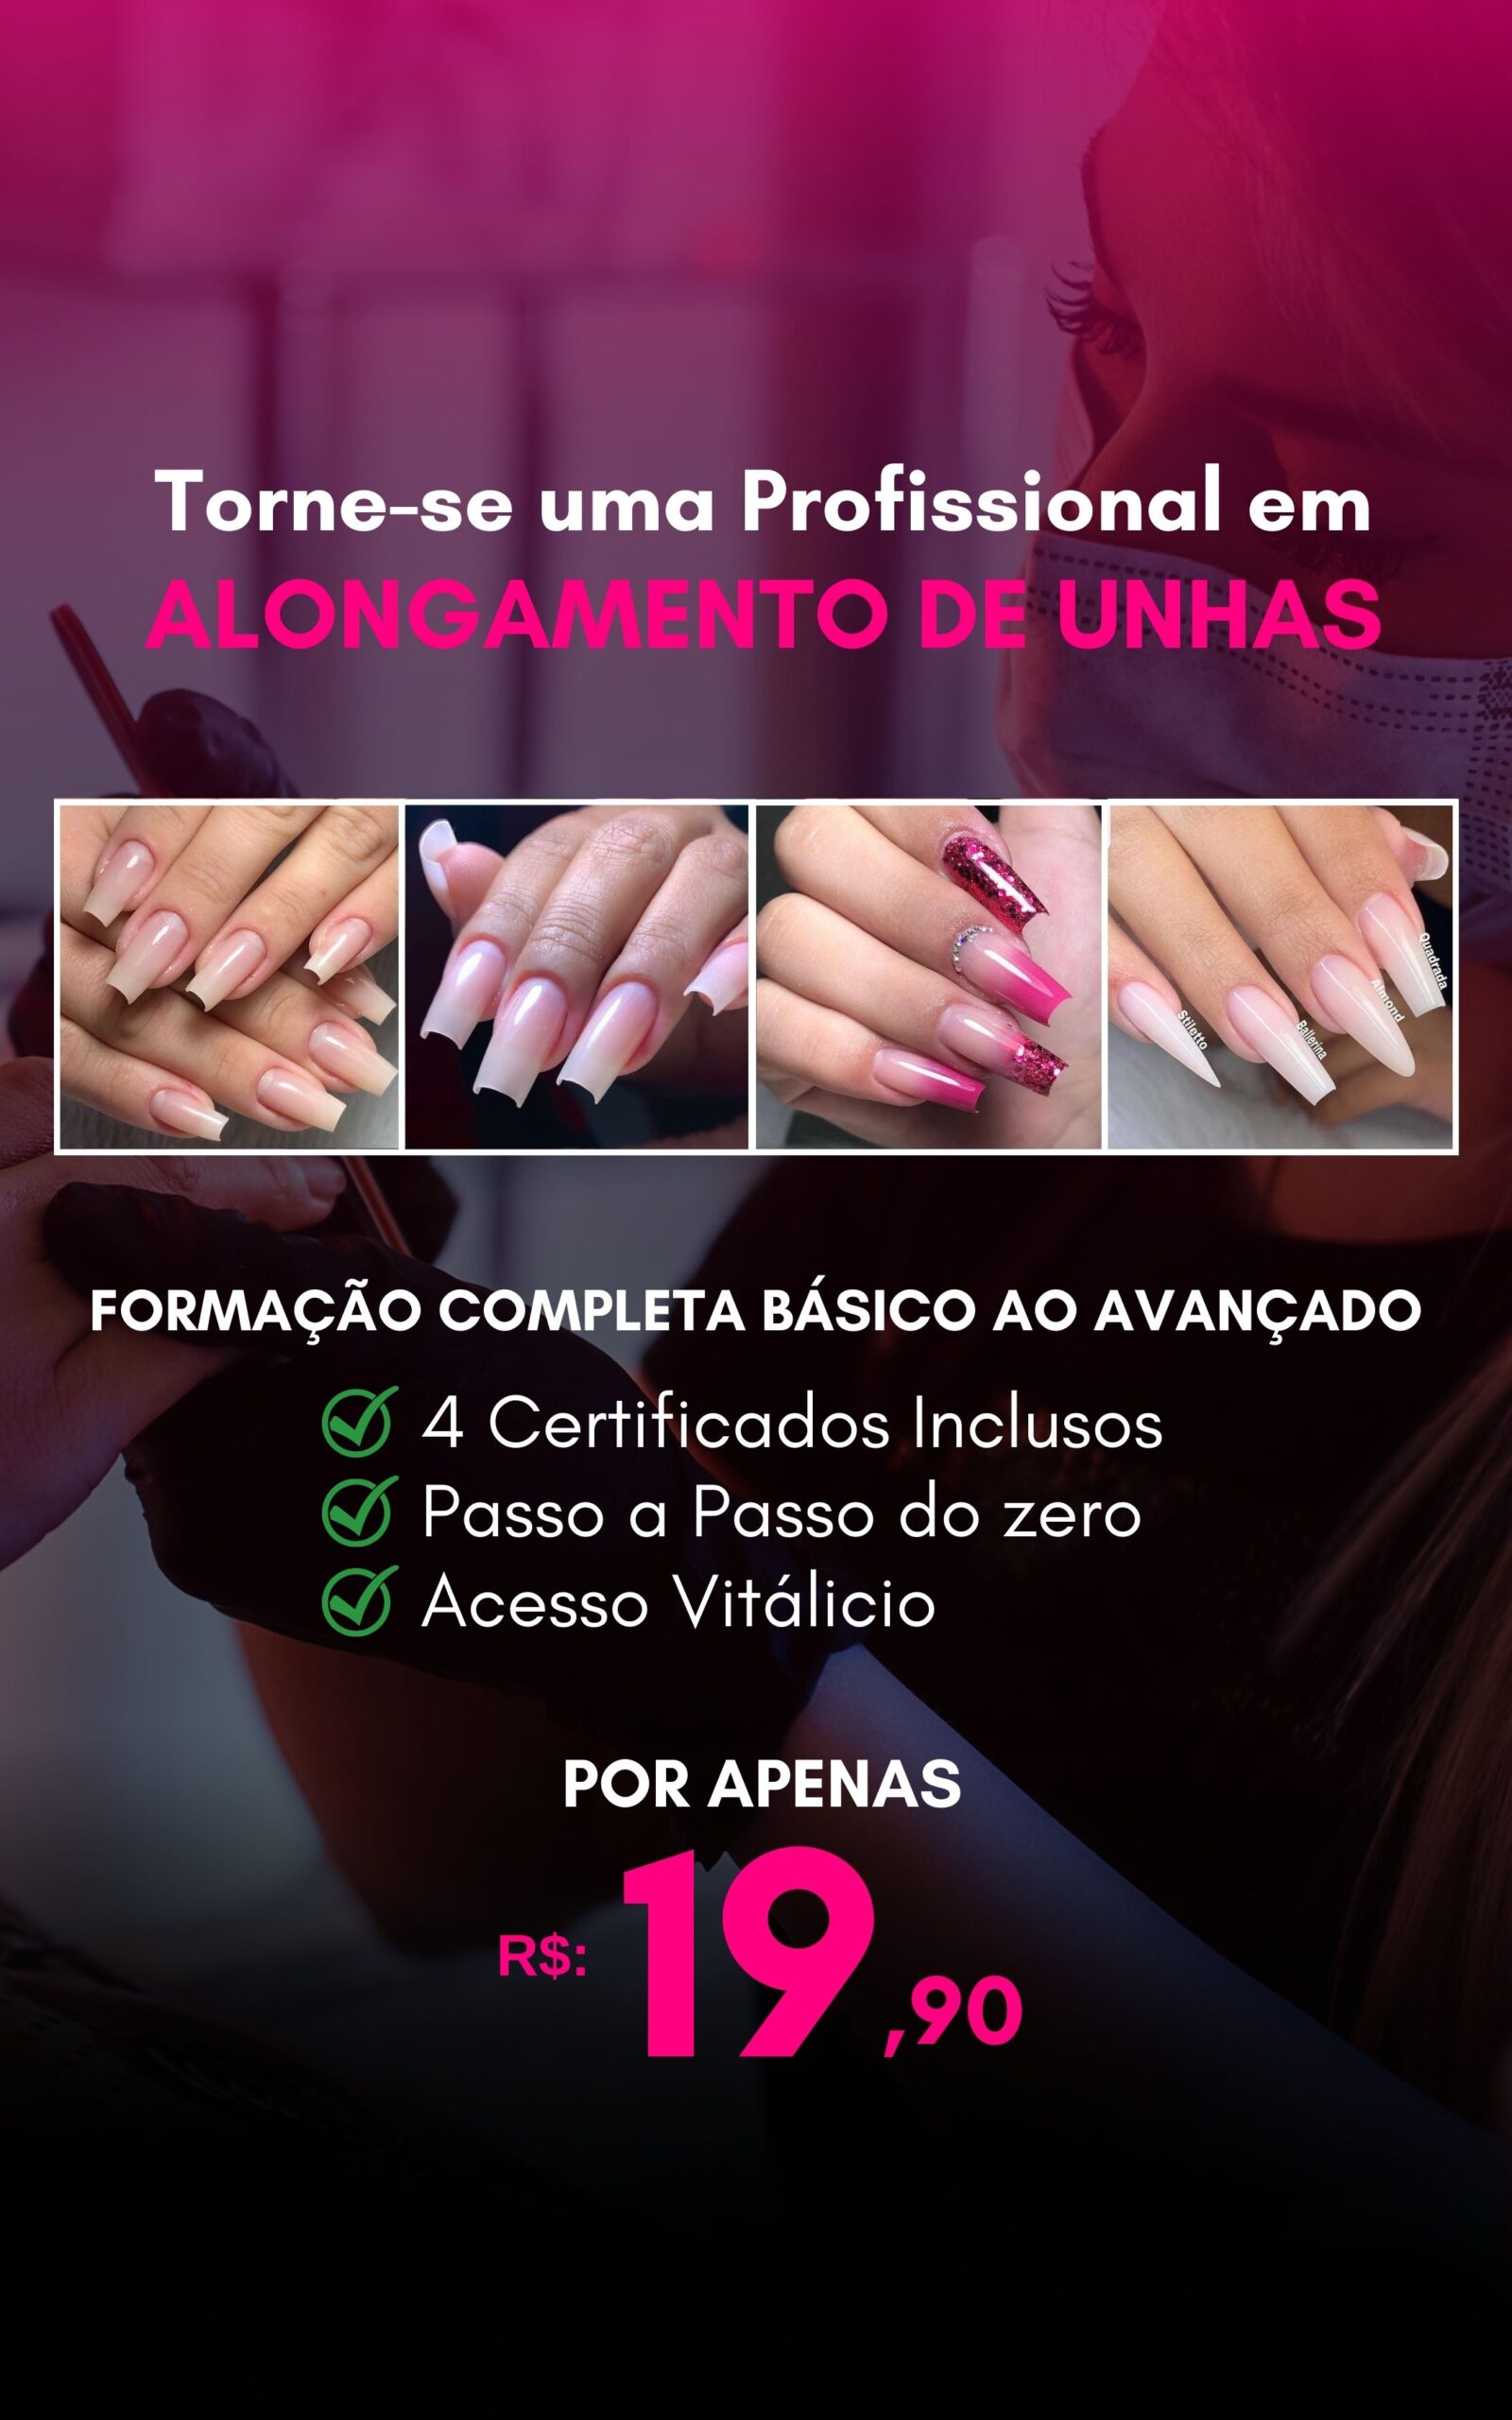 Torne-se uma Profissional em
ALONGAMENTO DE UNHAS
Stiletto
Ballerina
Almond
Quadrada
FORMAÇÃO COMPLETA BÁSICO AO AVANÇADO
4 Certificados Inclusos
Passo a Passo do zero
Acesso Vitálicio
POR APENAS
R$: 19,90